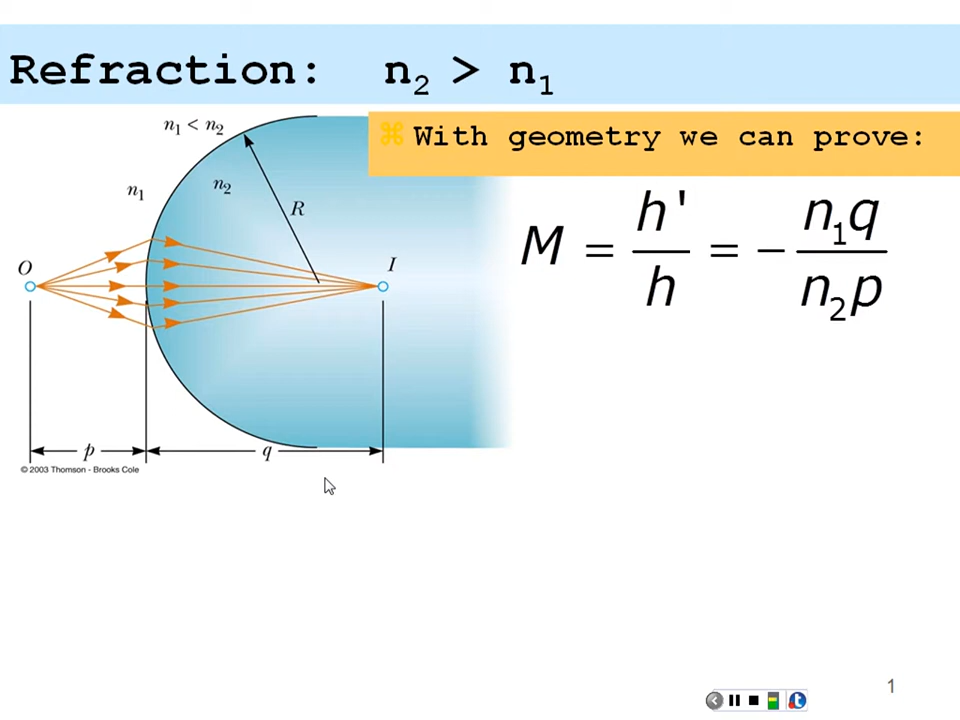 Refraction: n₂ > n₁
n₁ < n₂
⌘ With geometry we can prove:
n₁
n₂
R
M = h'/h = − n₁q/n₂p
O
I
p
q
© 2003 Thomson - Brooks Cole
1